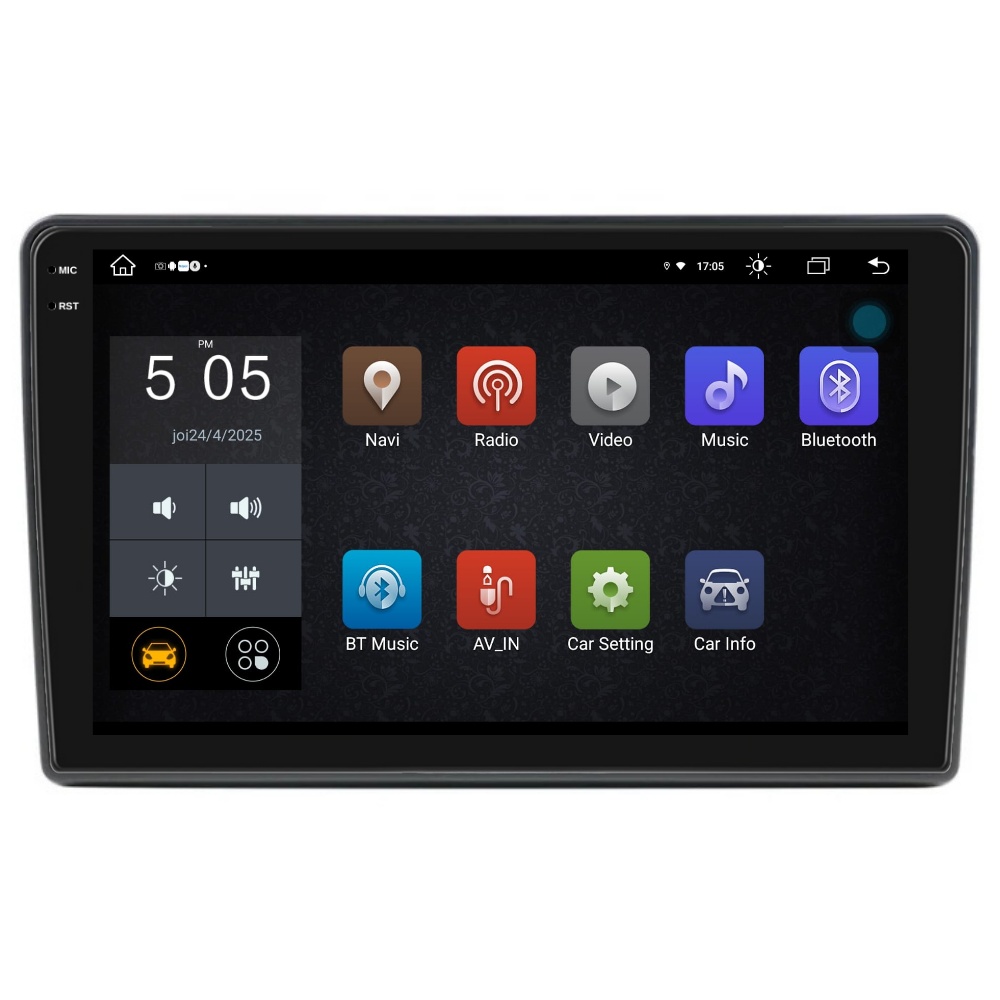 MIC
RST
17:05
PM
5 05
joi24/4/2025
Navi
Radio
Video
Music
Bluetooth
BT Music
AV_IN
Car Setting
Car Info